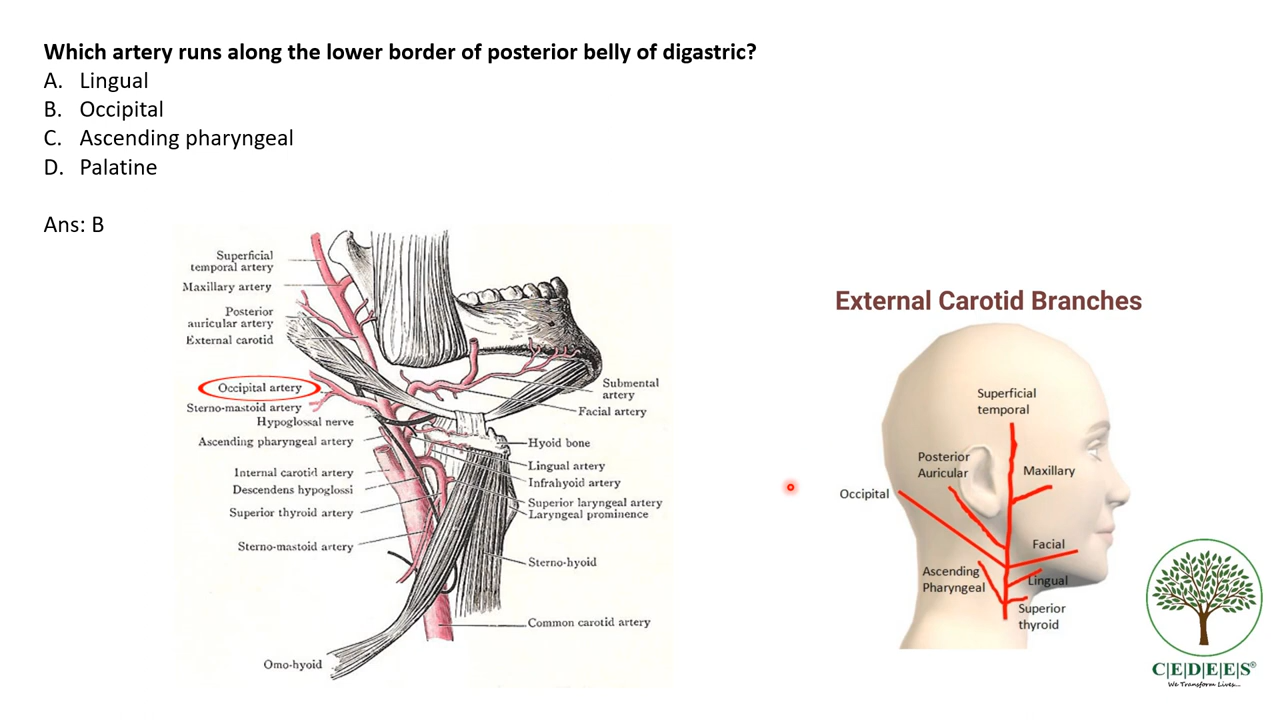 Which artery runs along the lower border of posterior belly of digastric?
A. Lingual
B. Occipital
C. Ascending pharyngeal
D. Palatine
Ans: B
Superficial
temporal artery
Maxillary artery
Posterior
auricular artery
External carotid
Occipital artery
Sterno-mastoid artery
Hypoglossal nerve
Ascending pharyngeal artery
Internal carotid artery
Descendens hypoglossi
Superior thyroid artery
Sterno-mastoid artery
Omo-hyoid
Submental
artery
Facial artery
Hyoid bone
Lingual artery
Infrahyoid artery
Superior laryngeal artery
Laryngeal prominence
Sterno-hyoid
Common carotid artery
External Carotid Branches
Superficial
temporal
Posterior
Auricular
Maxillary
Occipital
Facial
Ascending
Pharyngeal
Lingual
Superior
thyroid
C|E|D|E|E|S®
We Transform Lives...